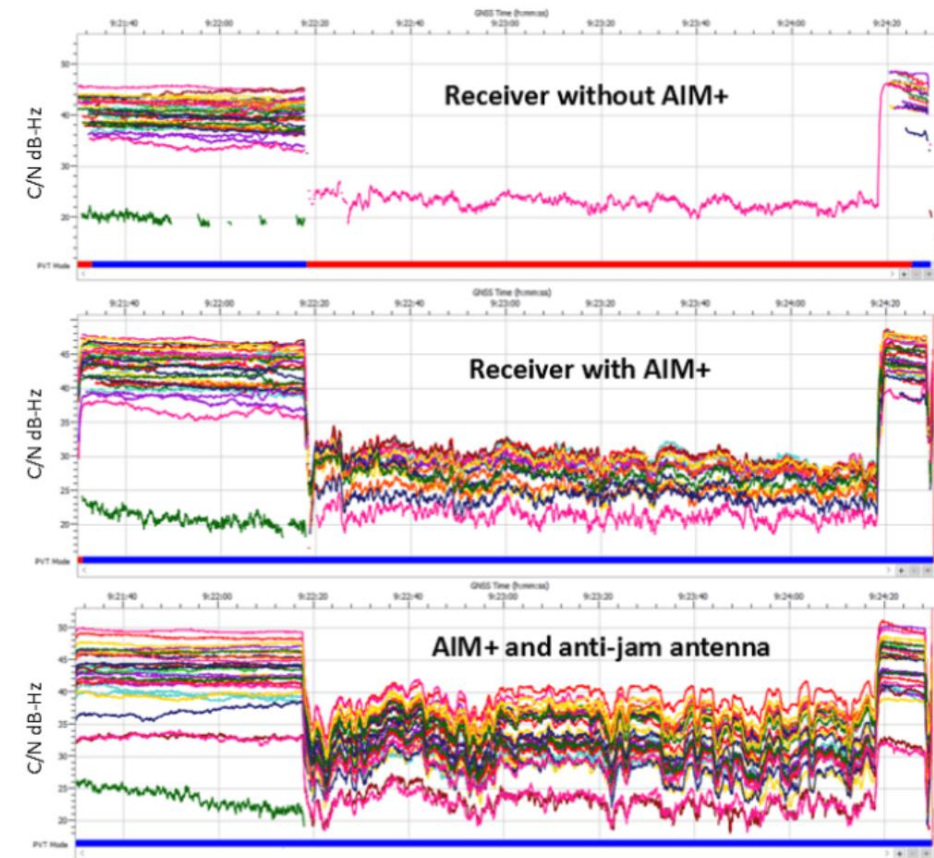 GNSS Time (h:mm:ss)
9:21:40 9:22:00 9:22:20 9:22:40 9:23:00 9:23:20 9:23:40 9:24:00 9:24:20
Receiver without AIM+
C/N dB-Hz
50
40
30
20
PVT Mode
GNSS Time (h:mm:ss)
9:21:40 9:22:00 9:22:20 9:22:40 9:23:00 9:23:20 9:23:40 9:24:00 9:24:20
Receiver with AIM+
C/N dB-Hz
45
40
35
30
25
20
PVT Mode
GNSS Time (h:mm:ss)
9:21:40 9:22:00 9:22:20 9:22:40 9:23:00 9:23:20 9:23:40 9:24:00 9:24:20
AIM+ and anti-jam antenna
C/N dB-Hz
50
45
40
35
30
25
20
PVT Mode